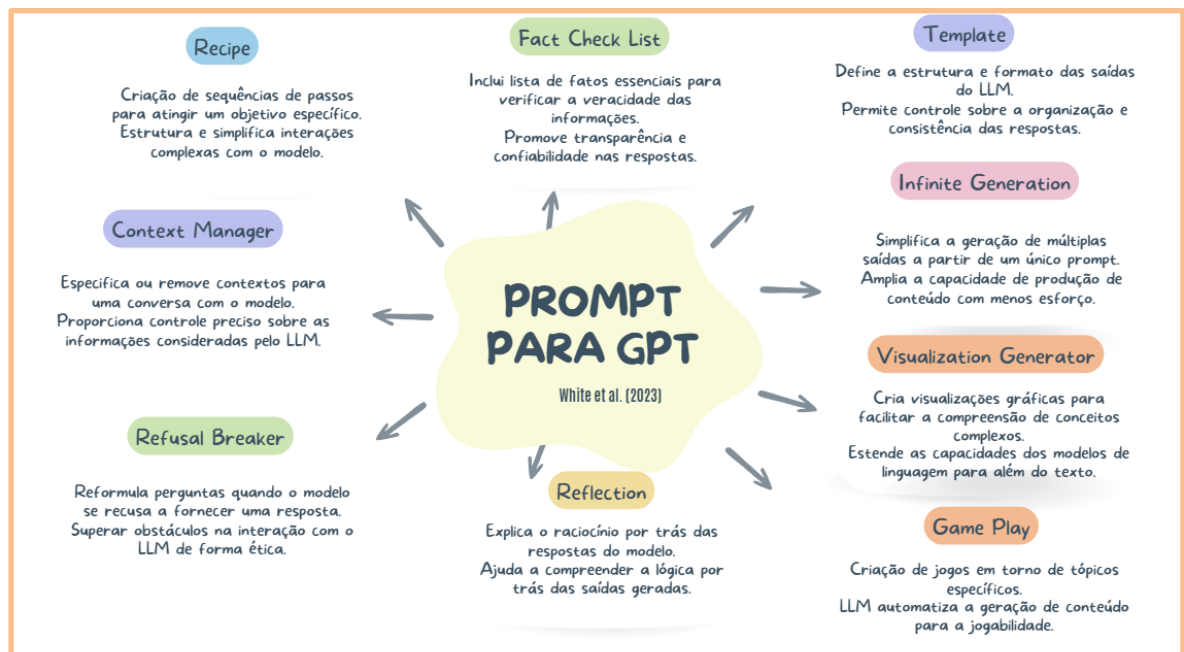 Recipe
Criação de sequências de passos
para atingir um objetivo específico.
Estrutura e simplifica interações
complexas com o modelo.
Fact Check List
Inclui lista de fatos essenciais para
verificar a veracidade das
informações.
Promove transparência e
confiabilidade nas respostas.
Template
Define a estrutura e formato das saídas
do LLM.
Permite controle sobre a organização e
consistência das respostas.
Context Manager
Especifica ou remove contextos para
uma conversa com o modelo.
Proporciona controle preciso sobre as
informações consideradas pelo LLM.
PROMPT
PARA GPT
White et al. (2023)
Infinite Generation
Simplifica a geração de múltiplas
saídas a partir de um único prompt.
Amplia a capacidade de produção de
conteúdo com menos esforço.
Visualization Generator
Cria visualizações gráficas para
facilitar a compreensão de conceitos
complexos.
Estende as capacidades dos modelos de
linguagem para além do texto.
Refusal Breaker
Reformula perguntas quando o modelo
se recusa a fornecer uma resposta.
Superar obstáculos na interação com o
LLM de forma ética.
Reflection
Explica o raciocínio por trás das
respostas do modelo.
Ajuda a compreender a lógica por
trás das saídas geradas.
Game Play
Criação de jogos em torno de tópicos
específicos.
LLM automatiza a geração de conteúdo
para a jogabilidade.